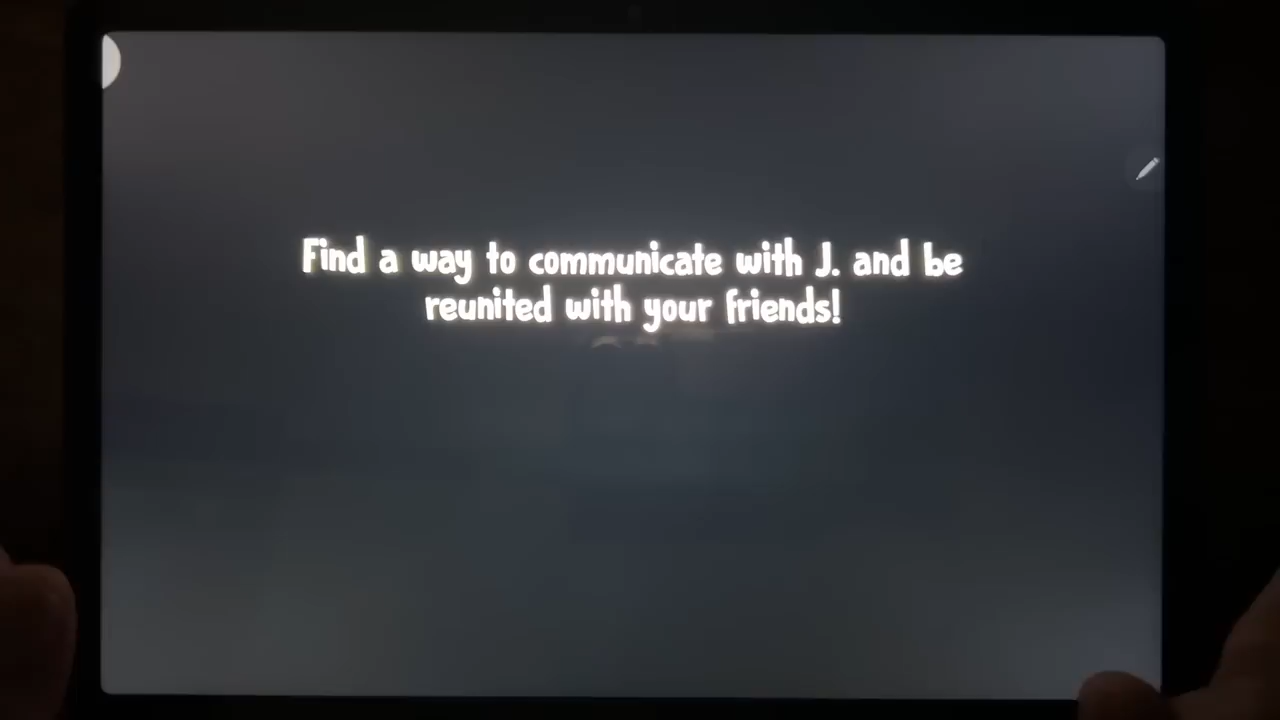 Find a way to communicate with J. and be
reunited with your friends!